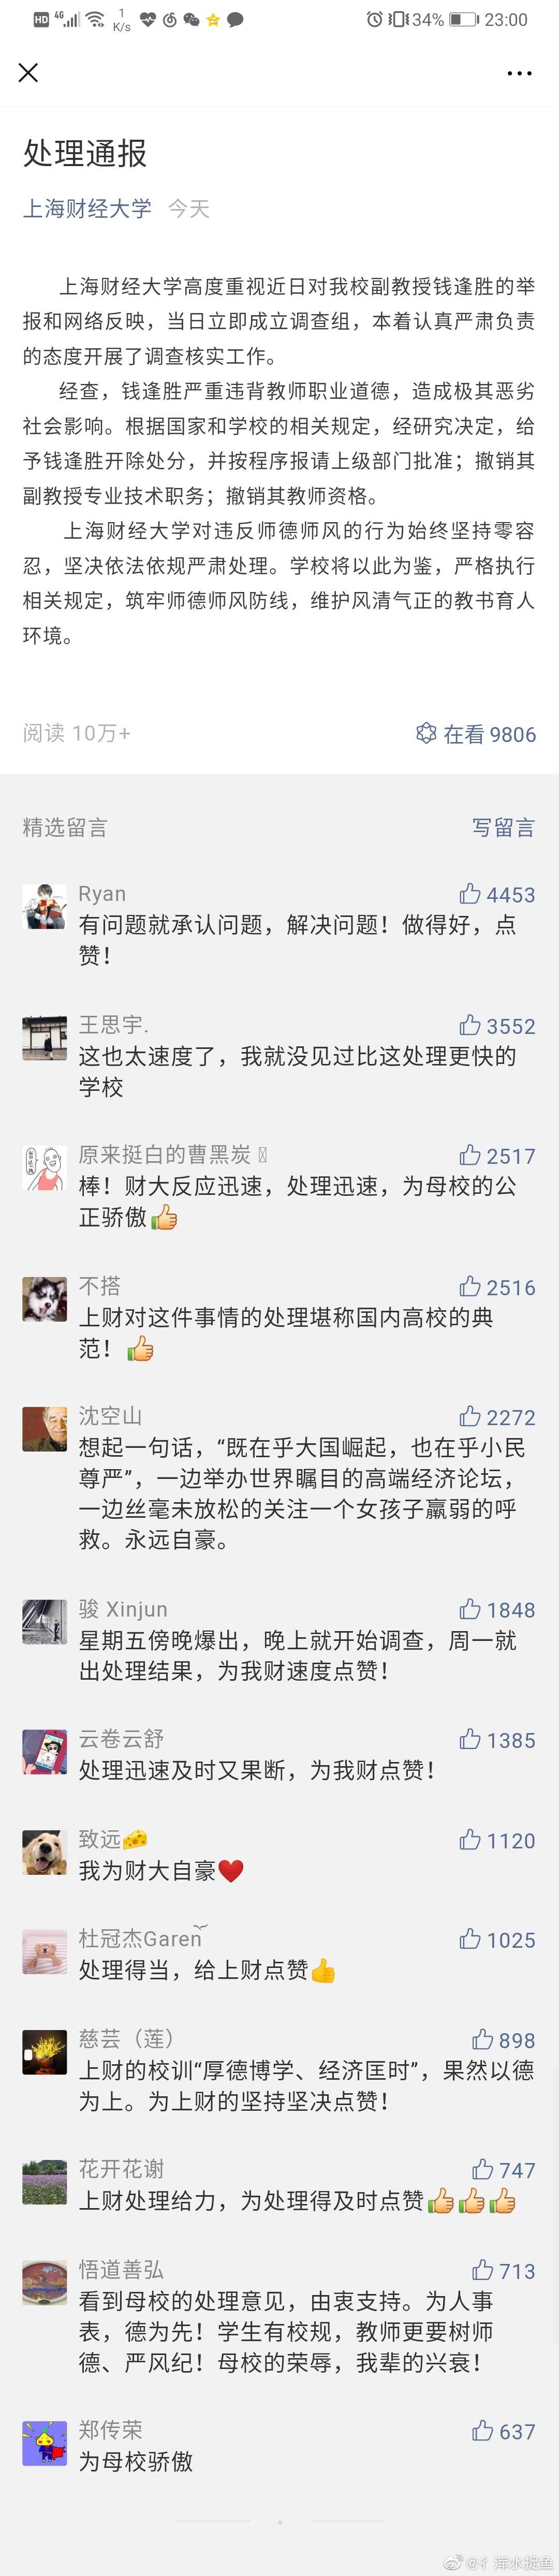 HD 4G 1 K/s 34% 23:00
处理通报
上海财经大学 今天
上海财经大学高度重视近日对我校副教授钱逢胜的举
报和网络反映，当日立即成立调查组，本着认真严肃负责
的态度开展了调查核实工作。
经查，钱逢胜严重违背教师职业道德，造成极其恶劣
社会影响。根据国家和学校的相关规定，经研究决定，给
予钱逢胜开除处分，并按程序报请上级部门批准；撤销其
副教授专业技术职务；撤销其教师资格。
上海财经大学对违反师德师风的行为始终坚持零容
忍，坚决依法依规严肃处理。学校将以此为鉴，严格执行
相关规定，筑牢师德师风防线，维护风清气正的教书育人
环境。
阅读 10万+ 在看 9806
精选留言 写留言
Ryan 4453
有问题就承认问题，解决问题！做得好，点
赞！
王思宇. 3552
这也太速度了，我就没见过比这处理更快的
学校
原来挺白的曹黑炭 2517
棒！财大反应迅速，处理迅速，为母校的公
正骄傲👍
不搭 2516
上财对这件事情的处理堪称国内高校的典
范！👍
沈空山 2272
想起一句话，“既在乎大国崛起，也在乎小民
尊严”，一边举办世界瞩目的高端经济论坛，
一边丝毫未放松的关注一个女孩子羸弱的呼
救。永远自豪。
骏 Xinjun 1848
星期五傍晚爆出，晚上就开始调查，周一就
出处理结果，为我财速度点赞！
云卷云舒 1385
处理迅速及时又果断，为我财点赞！
致远🧀 1120
我为财大自豪❤️
杜冠杰Garen 1025
处理得当，给上财点赞👍
慈芸（莲） 898
上财的校训“厚德博学、经济匡时”，果然以德
为上。为上财的坚持坚决点赞！
花开花谢 747
上财处理给力，为处理得及时点赞👍👍👍
悟道善弘 713
看到母校的处理意见，由衷支持。为人事
表，德为先！学生有校规，教师更要树师
德、严风纪！母校的荣辱，我辈的兴衰！
郑传荣 637
为母校骄傲
@彳浑水捉鱼